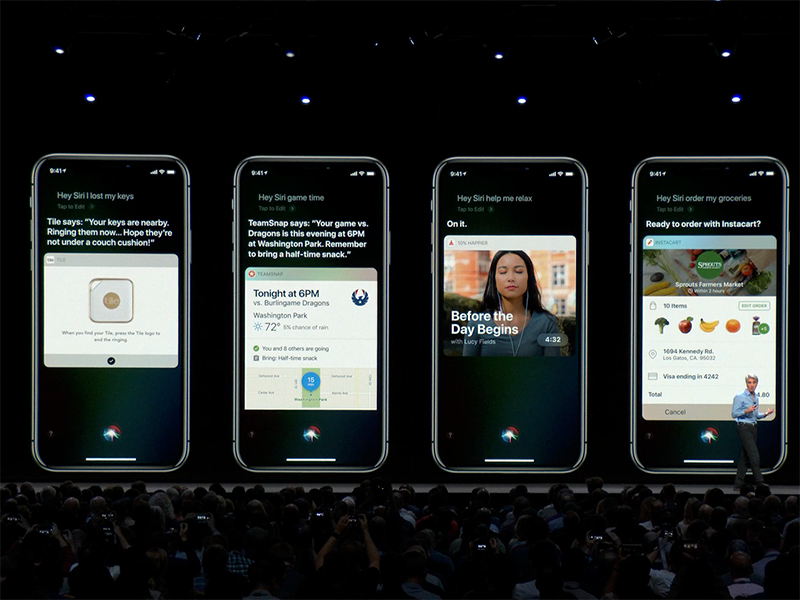 9:41
Hey Siri I lost my keys
Tap to Edit
Tile says: “Your keys are nearby.
Ringing them now... Hope they're
not under a couch cushion!”
tile
TILE
tile
When you find your Tile, press the Tile logo to
end the ringing.
?
9:41
Hey Siri game time
Tap to Edit
TeamSnap says: “Your game vs.
Dragons is this evening at 6PM
at Washington Park. Remember
to bring a half-time snack.”
TEAMSNAP
Tonight at 6PM
vs. Burlingame Dragons
Washington Park
72° 5% chance of rain
You and 8 others are going
Bring: Half-time snack
15
min
Washington Park
?
9:41
Hey Siri help me relax
Tap to Edit
On it.
10% HAPPIER
Before the
Day Begins
with Lucy Fields
4:32
?
9:41
Hey Siri order my groceries
Tap to Edit
Ready to order with Instacart?
INSTACART
SPROUTS
Sprouts Farmers Market
Within 2 hours
10 Items
EDIT ORDER
+5
1694 Kennedy Rd.
Los Gatos, CA. 95032
Visa ending in 4242
Total
4.80
Cancel
?